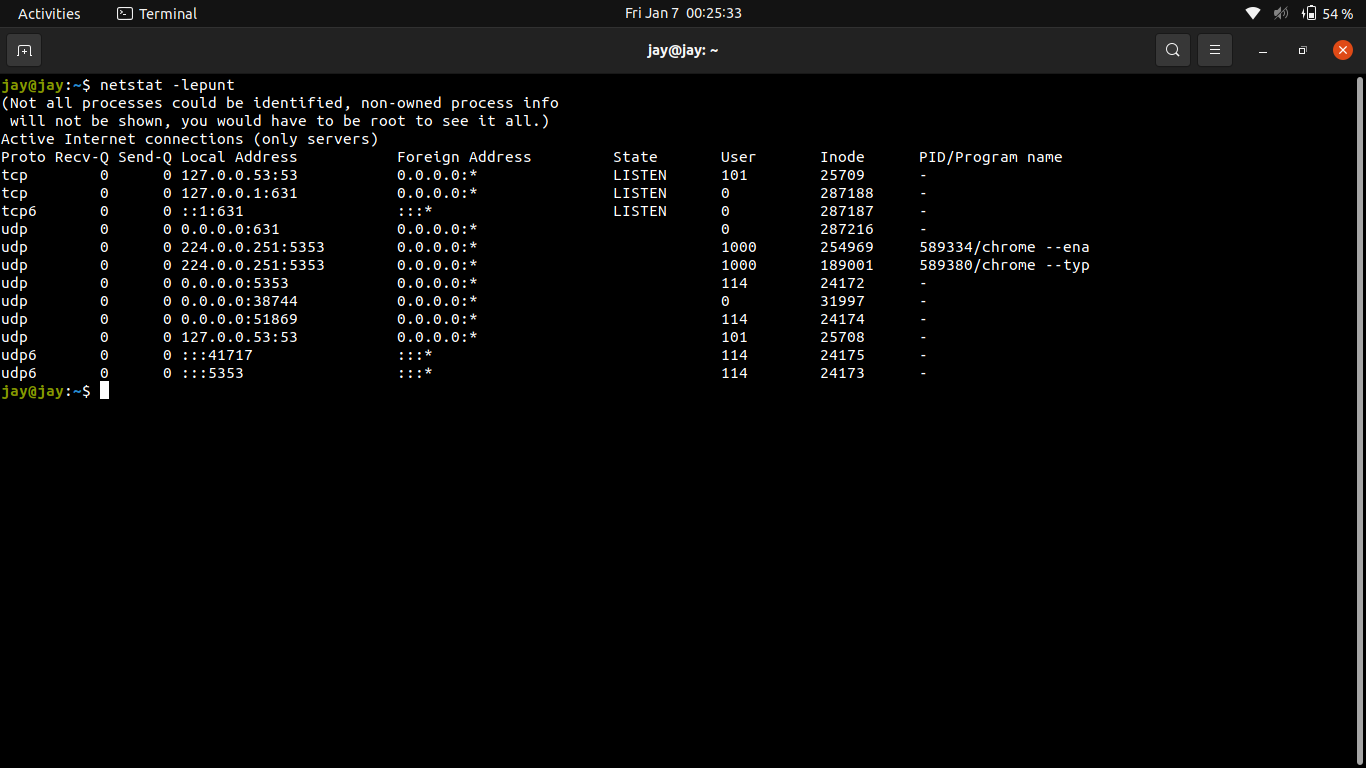 Activities Terminal Fri Jan 7 00:25:33 54 %
jay@jay: ~
jay@jay:~$ netstat -lepunt
(Not all processes could be identified, non-owned process info
 will not be shown, you would have to be root to see it all.)
Active Internet connections (only servers)
Proto Recv-Q Send-Q Local Address           Foreign Address         State       User       Inode      PID/Program name
tcp        0      0 127.0.0.53:53           0.0.0.0:*               LISTEN      101        25709      -
tcp        0      0 127.0.0.1:631           0.0.0.0:*               LISTEN      0          287188     -
tcp6       0      0 ::1:631                 :::*                    LISTEN      0          287187     -
udp        0      0 0.0.0.0:631             0.0.0.0:*                           0          287216     -
udp        0      0 224.0.0.251:5353        0.0.0.0:*                           1000       254969     589334/chrome --ena
udp        0      0 224.0.0.251:5353        0.0.0.0:*                           1000       189001     589380/chrome --typ
udp        0      0 0.0.0.0:5353            0.0.0.0:*                           114        24172      -
udp        0      0 0.0.0.0:38744           0.0.0.0:*                           0          31997      -
udp        0      0 0.0.0.0:51869           0.0.0.0:*                           114        24174      -
udp        0      0 127.0.0.53:53           0.0.0.0:*                           101        25708      -
udp6       0      0 :::41717                :::*                                114        24175      -
udp6       0      0 :::5353                 :::*                                114        24173      -
jay@jay:~$